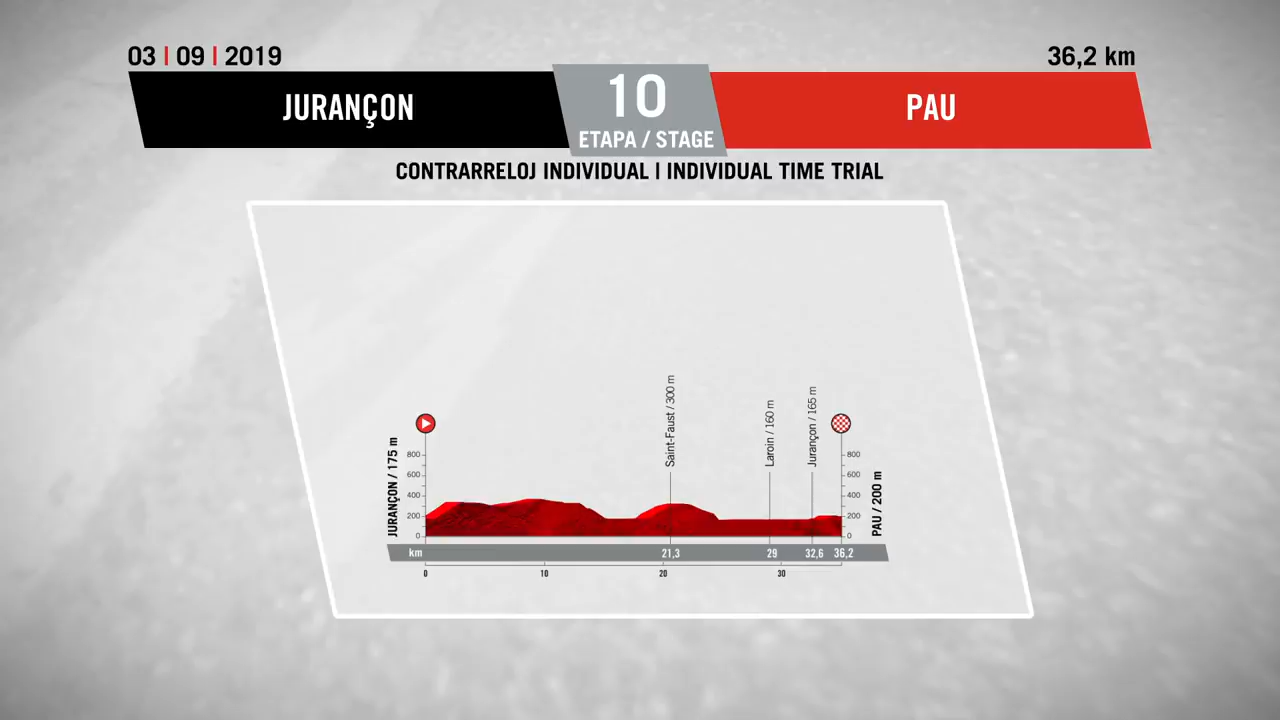 03 | 09 | 2019
36,2 km
JURANÇON
10
ETAPA / STAGE
PAU
CONTRARRELOJ INDIVIDUAL | INDIVIDUAL TIME TRIAL
JURANÇON / 175 m
Saint-Faust / 300 m
Laroin / 160 m
Jurançon / 165 m
PAU / 200 m
800
600
400
200
0
800
600
400
200
0
km
21,3
29
32,6
36,2
0
10
20
30